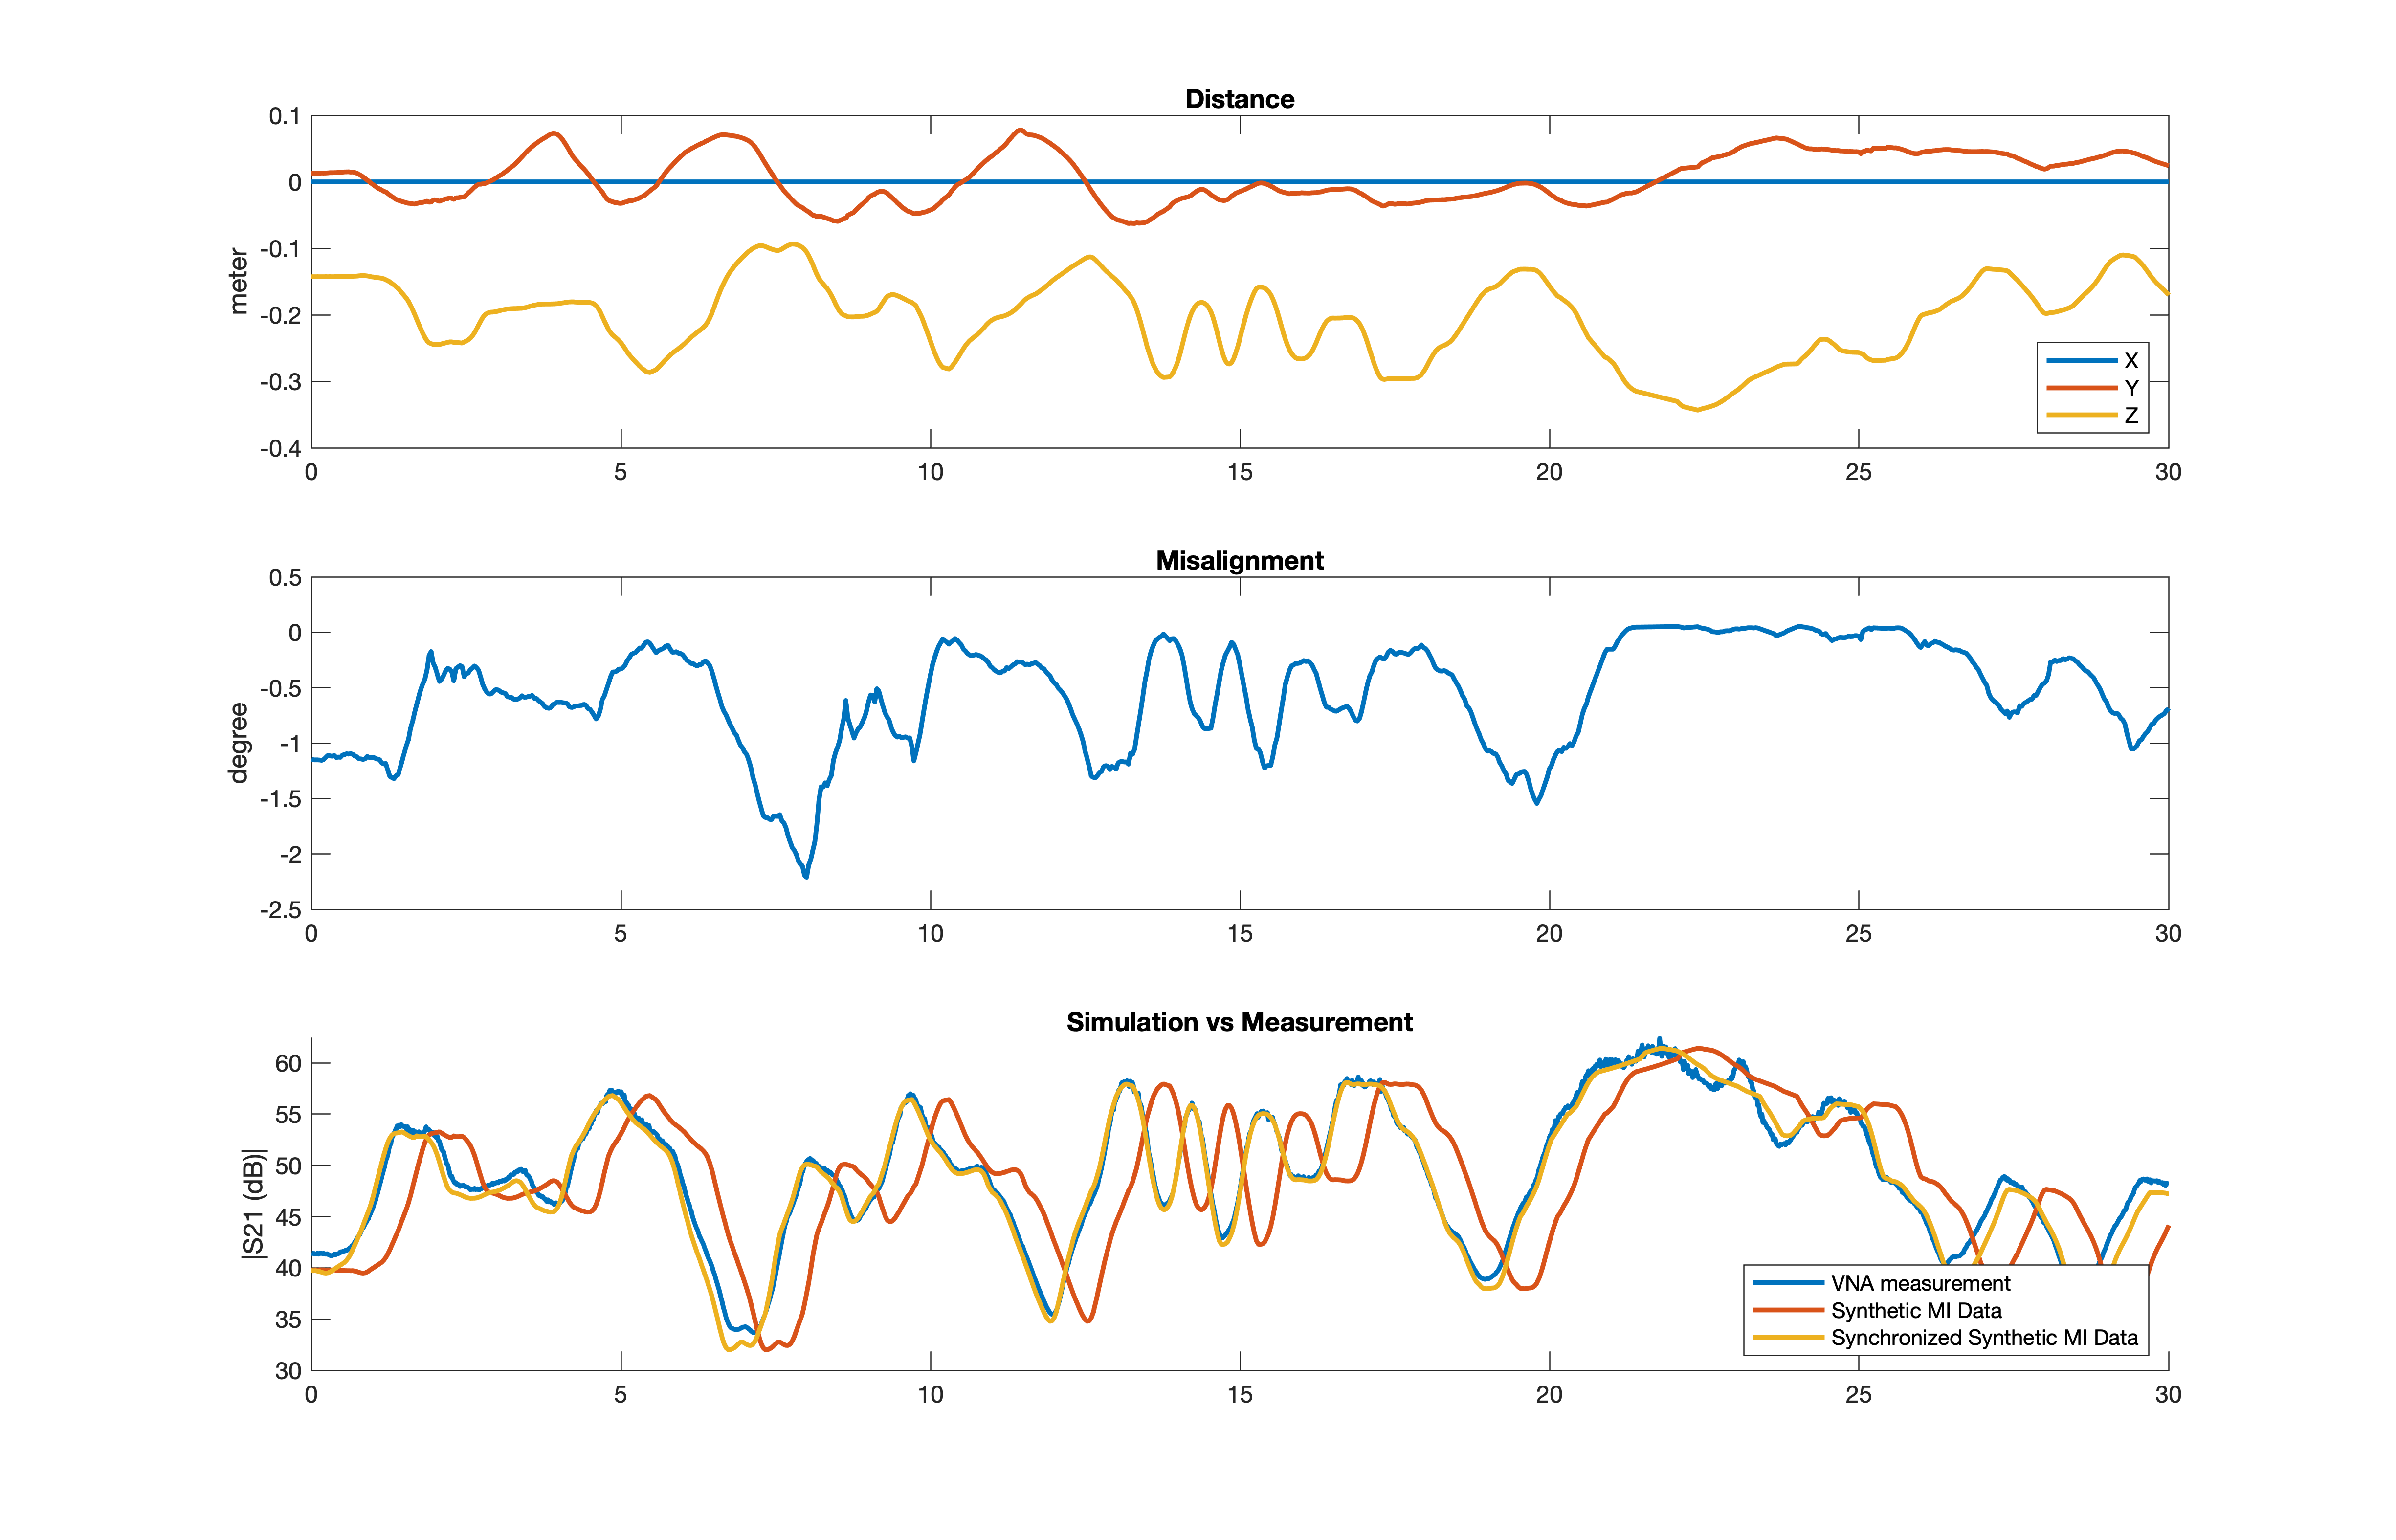 Distance
0.1
0
-0.1
-0.2
-0.3
-0.4
meter
0 5 10 15 20 25 30
X
Y
Z
Misalignment
0.5
0
-0.5
-1
-1.5
-2
-2.5
degree
0 5 10 15 20 25 30
Simulation vs Measurement
60
55
50
45
40
35
30
|S21 (dB)|
0 5 10 15 20 25 30
VNA measurement
Synthetic MI Data
Synchronized Synthetic MI Data